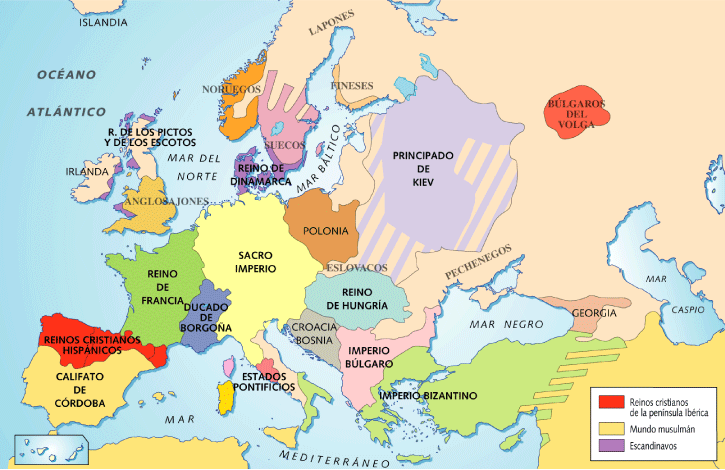 ISLANDIA
LAPONES
OCÉANO
ATLÁNTICO
NORUEGOS
FINESES
BÚLGAROS
DEL
VOLGA
R. DE LOS PICTOS
Y DE LOS ESCOTOS
SUECOS
MAR BÁLTICO
MAR DEL
NORTE
REINO DE
DINAMARCA
PRINCIPADO
DE
KIEV
IRLANDA
ANGLOSAJONES
POLONIA
SACRO
IMPERIO
ESLOVACOS
PECHENEGOS
REINO
DE
FRANCIA
REINO
DE HUNGRÍA
MAR
CASPIO
DUCADO
DE
BORGOÑA
GEORGIA
MAR NEGRO
CROACIA
BOSNIA
REINOS CRISTIANOS
HISPÁNICOS
IMPERIO
BÚLGARO
CALIFATO
DE
CÓRDOBA
ESTADOS
PONTIFICIOS
IMPERIO BIZANTINO
MAR
MEDITERRÁNEO
Reinos cristianos
de la península Ibérica
Mundo musulmán
Escandinavos